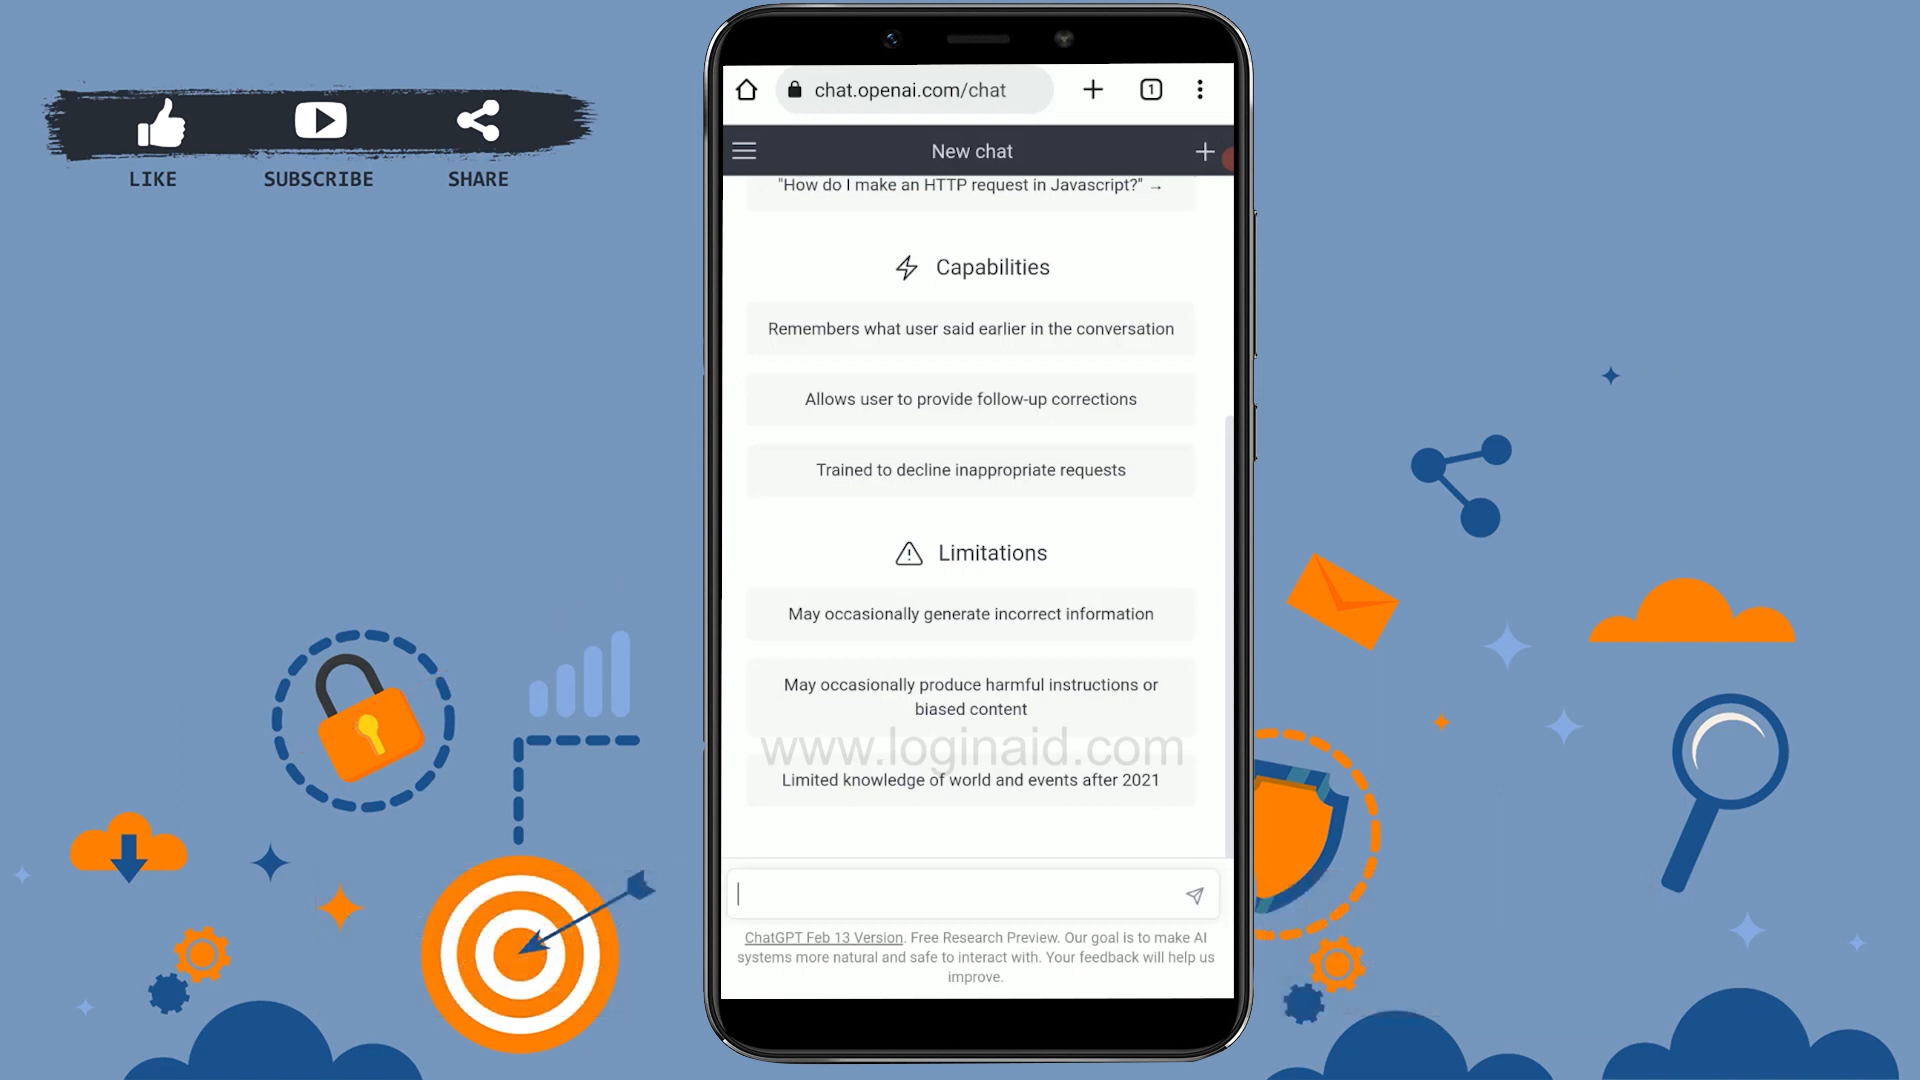 LIKE
SUBSCRIBE
SHARE
chat.openai.com/chat
1
New chat
"How do I make an HTTP request in Javascript?" →
Capabilities
Remembers what user said earlier in the conversation
Allows user to provide follow-up corrections
Trained to decline inappropriate requests
Limitations
May occasionally generate incorrect information
May occasionally produce harmful instructions or
biased content
www.loginaid.com
Limited knowledge of world and events after 2021
ChatGPT Feb 13 Version. Free Research Preview. Our goal is to make AI
systems more natural and safe to interact with. Your feedback will help us
improve.